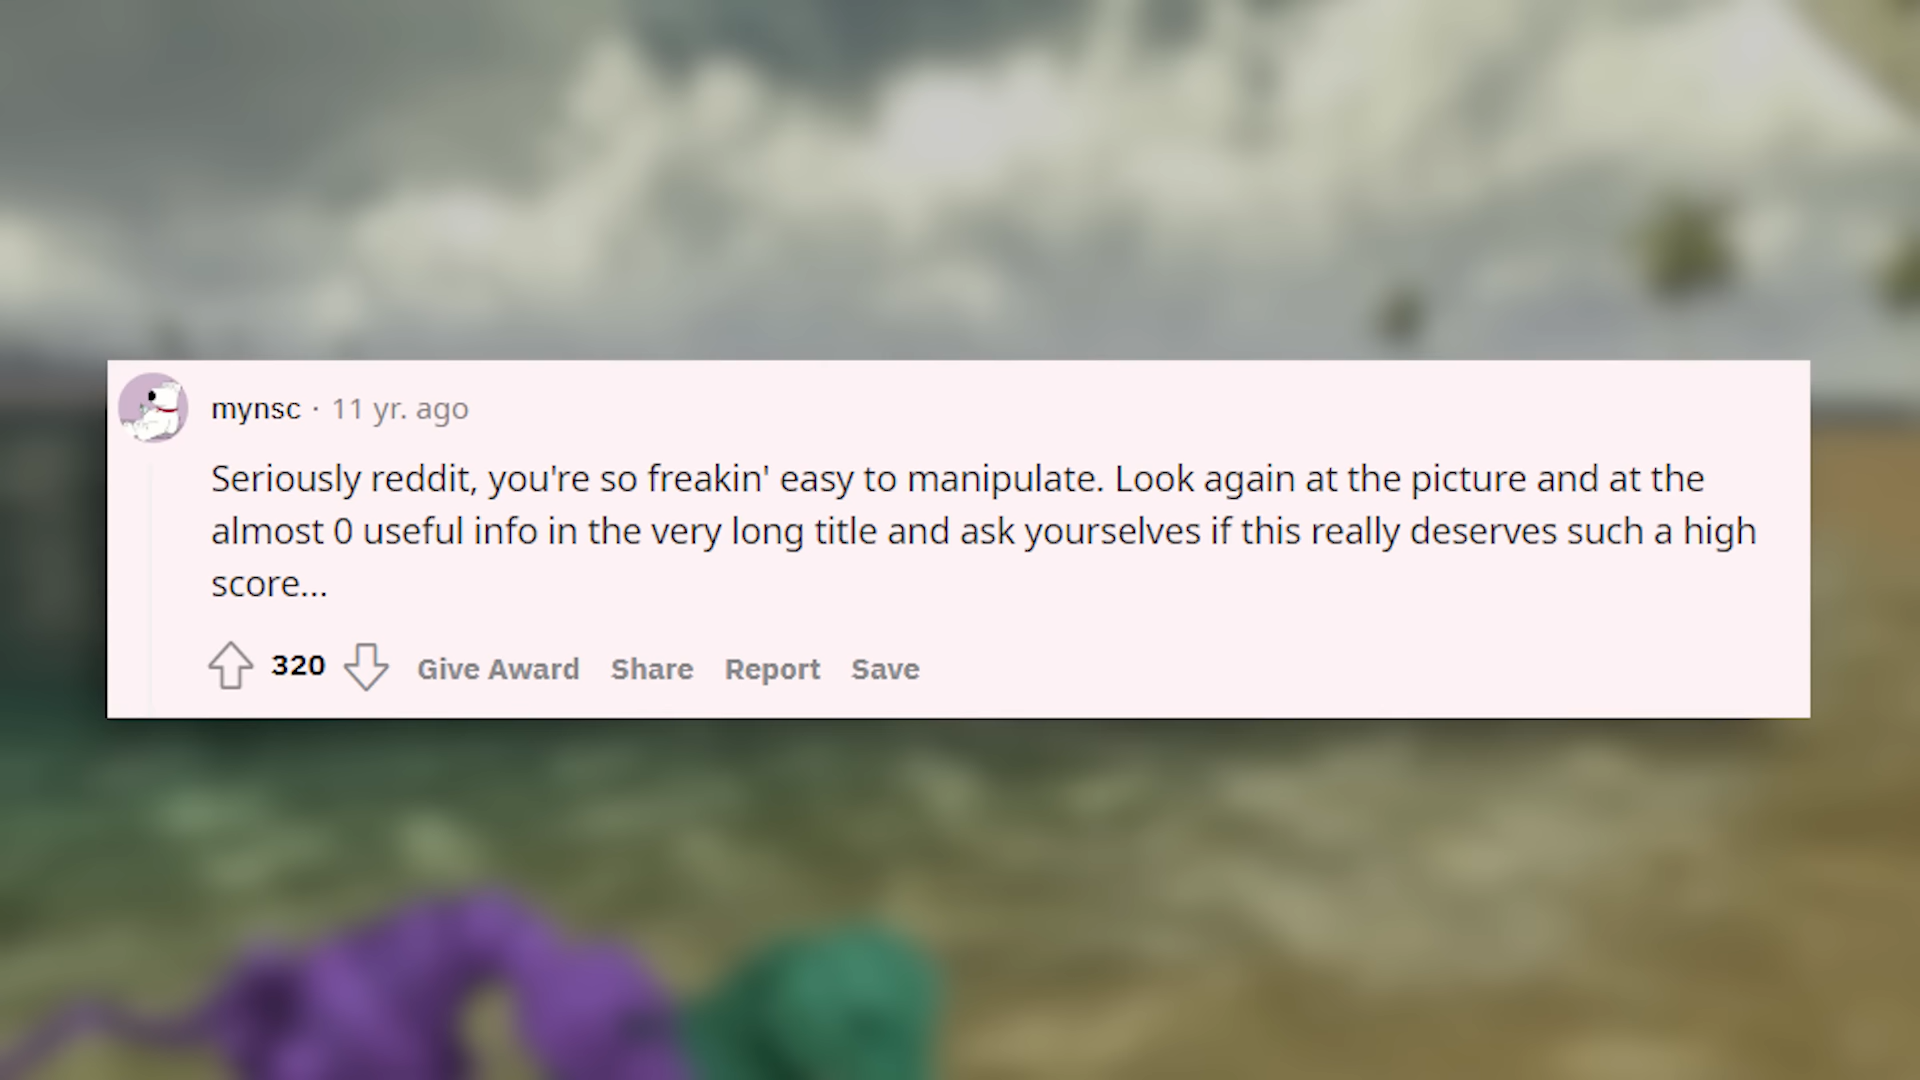 mynsc · 11 yr. ago
Seriously reddit, you're so freakin' easy to manipulate. Look again at the picture and at the
almost 0 useful info in the very long title and ask yourselves if this really deserves such a high
score...
320 Give Award Share Report Save